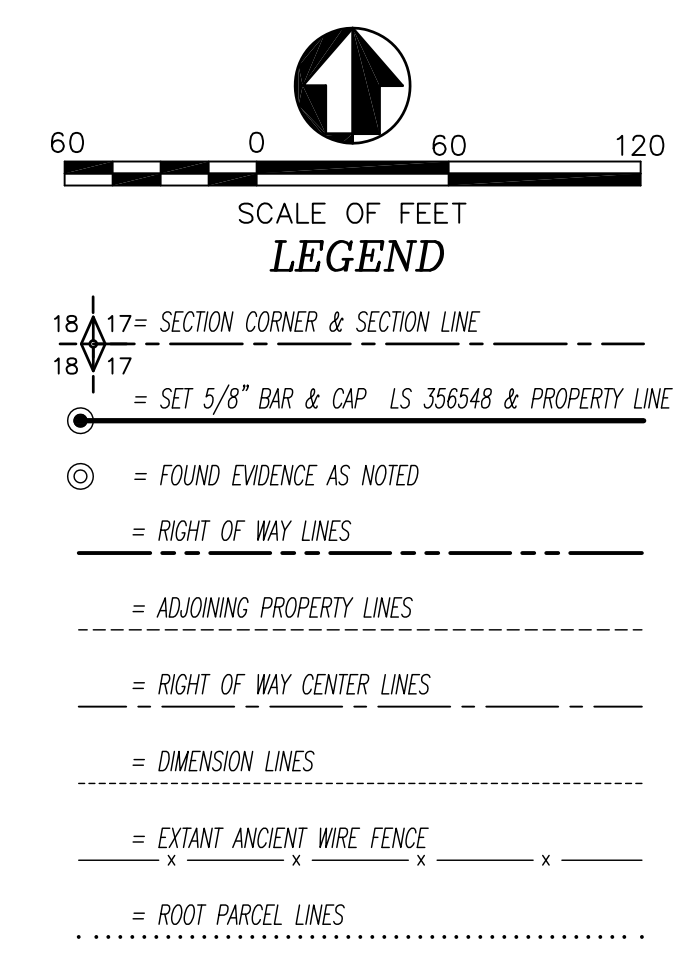 60 0 60 120
SCALE OF FEET
LEGEND
18 17 = SECTION CORNER & SECTION LINE
18 17
= SET 5/8" BAR & CAP LS 356548 & PROPERTY LINE
= FOUND EVIDENCE AS NOTED
= RIGHT OF WAY LINES
= ADJOINING PROPERTY LINES
= RIGHT OF WAY CENTER LINES
= DIMENSION LINES
= EXTANT ANCIENT WIRE FENCE
x x x x
= ROOT PARCEL LINES